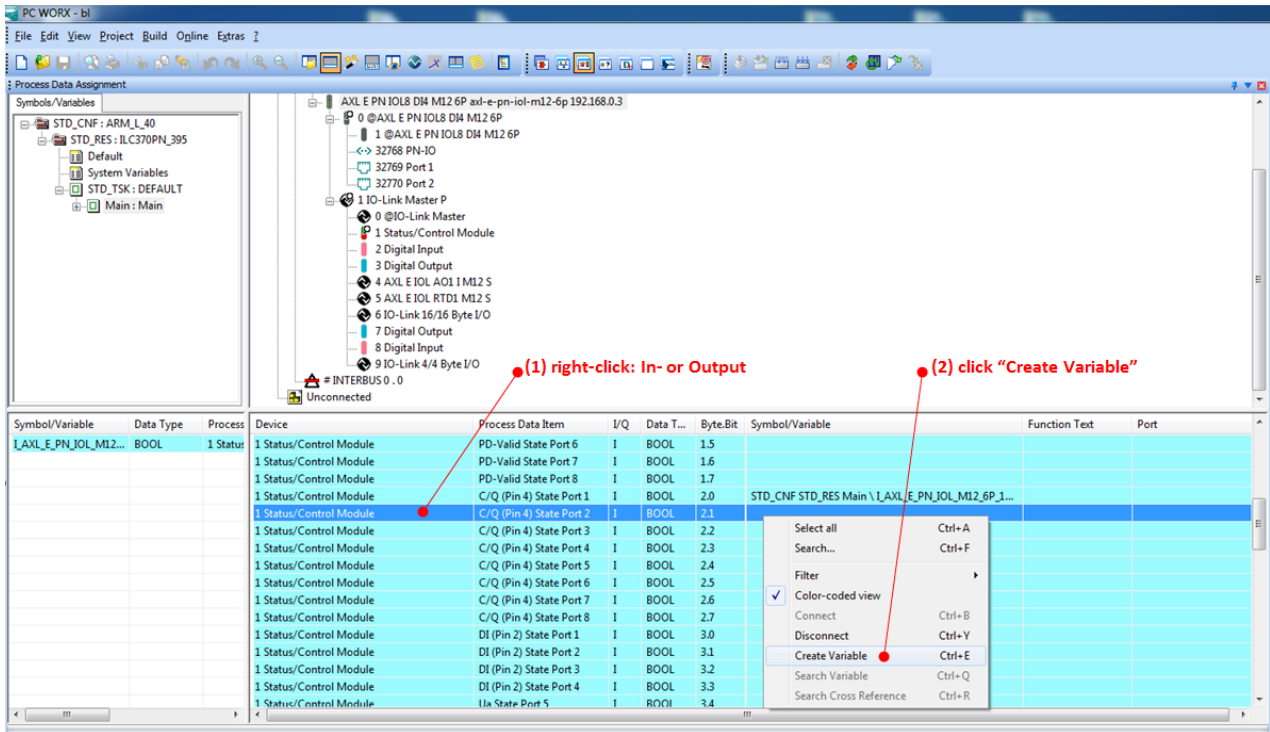 PC WORX - bl
File Edit View Project Build Online Extras ?
Process Data Assignment
Symbols/Variables
STD_CNF : ARM_L_40
STD_RES : ILC370PN_395
Default
System Variables
STD_TSK : DEFAULT
Main : Main
AXL E PN IOL8 DI4 M12 6P axl-e-pn-iol-m12-6p 192.168.0.3
0 @AXL E PN IOL8 DI4 M12 6P
1 @AXL E PN IOL8 DI4 M12 6P
32768 PN-IO
32769 Port 1
32770 Port 2
1 IO-Link Master P
0 @IO-Link Master
1 Status/Control Module
2 Digital Input
3 Digital Output
4 AXL E IOL AO1 I M12 S
5 AXL E IOL RTD1 M12 S
6 IO-Link 16/16 Byte I/O
7 Digital Output
8 Digital Input
9 IO-Link 4/4 Byte I/O
# INTERBUS 0 . 0
Unconnected
(1) right-click: In- or Output
(2) click “Create Variable”
Symbol/Variable Data Type Process
I_AXL_E_PN_IOL_M12... BOOL 1 Status
Device Process Data Item I/Q Data T... Byte.Bit Symbol/Variable Function Text Port
1 Status/Control Module PD-Valid State Port 6 I BOOL 1.5
1 Status/Control Module PD-Valid State Port 7 I BOOL 1.6
1 Status/Control Module PD-Valid State Port 8 I BOOL 1.7
1 Status/Control Module C/Q (Pin 4) State Port 1 I BOOL 2.0 STD_CNF STD_RES Main \ I_AXL_E_PN_IOL_M12_6P_1...
1 Status/Control Module C/Q (Pin 4) State Port 2 I BOOL 2.1
1 Status/Control Module C/Q (Pin 4) State Port 3 I BOOL 2.2
1 Status/Control Module C/Q (Pin 4) State Port 4 I BOOL 2.3
1 Status/Control Module C/Q (Pin 4) State Port 5 I BOOL 2.4
1 Status/Control Module C/Q (Pin 4) State Port 6 I BOOL 2.5
1 Status/Control Module C/Q (Pin 4) State Port 7 I BOOL 2.6
1 Status/Control Module C/Q (Pin 4) State Port 8 I BOOL 2.7
1 Status/Control Module DI (Pin 2) State Port 1 I BOOL 3.0
1 Status/Control Module DI (Pin 2) State Port 2 I BOOL 3.1
1 Status/Control Module DI (Pin 2) State Port 3 I BOOL 3.2
1 Status/Control Module DI (Pin 2) State Port 4 I BOOL 3.3
1 Status/Control Module Ua State Port 5 I BOOL 3.4
Select all Ctrl+A
Search... Ctrl+F
Filter
Color-coded view
Connect Ctrl+B
Disconnect Ctrl+Y
Create Variable Ctrl+E
Search Variable Ctrl+Q
Search Cross Reference Ctrl+R